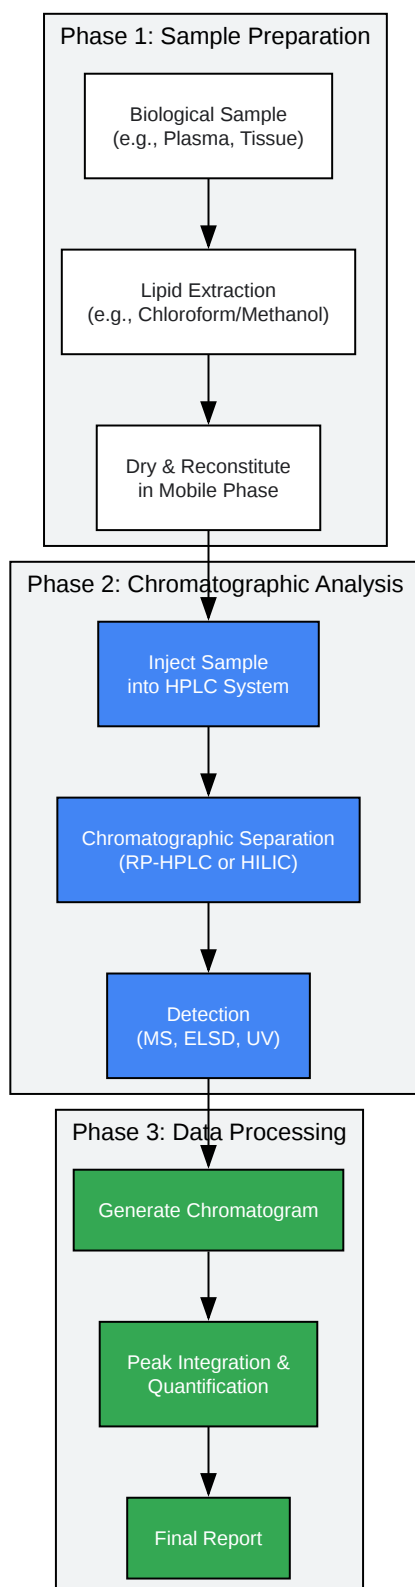 Phase 1: Sample Preparation
Biological Sample
(e.g., Plasma, Tissue)
Lipid Extraction
(e.g., Chloroform/Methanol)
Dry & Reconstitute
in Mobile Phase
Phase 2: Chromatographic Analysis
Inject Sample
into HPLC System
Chromatographic Separation
(RP-HPLC or HILIC)
Detection
(MS, ELSD, UV)
Phase 3: Data Processing
Generate Chromatogram
Peak Integration &
Quantification
Final Report